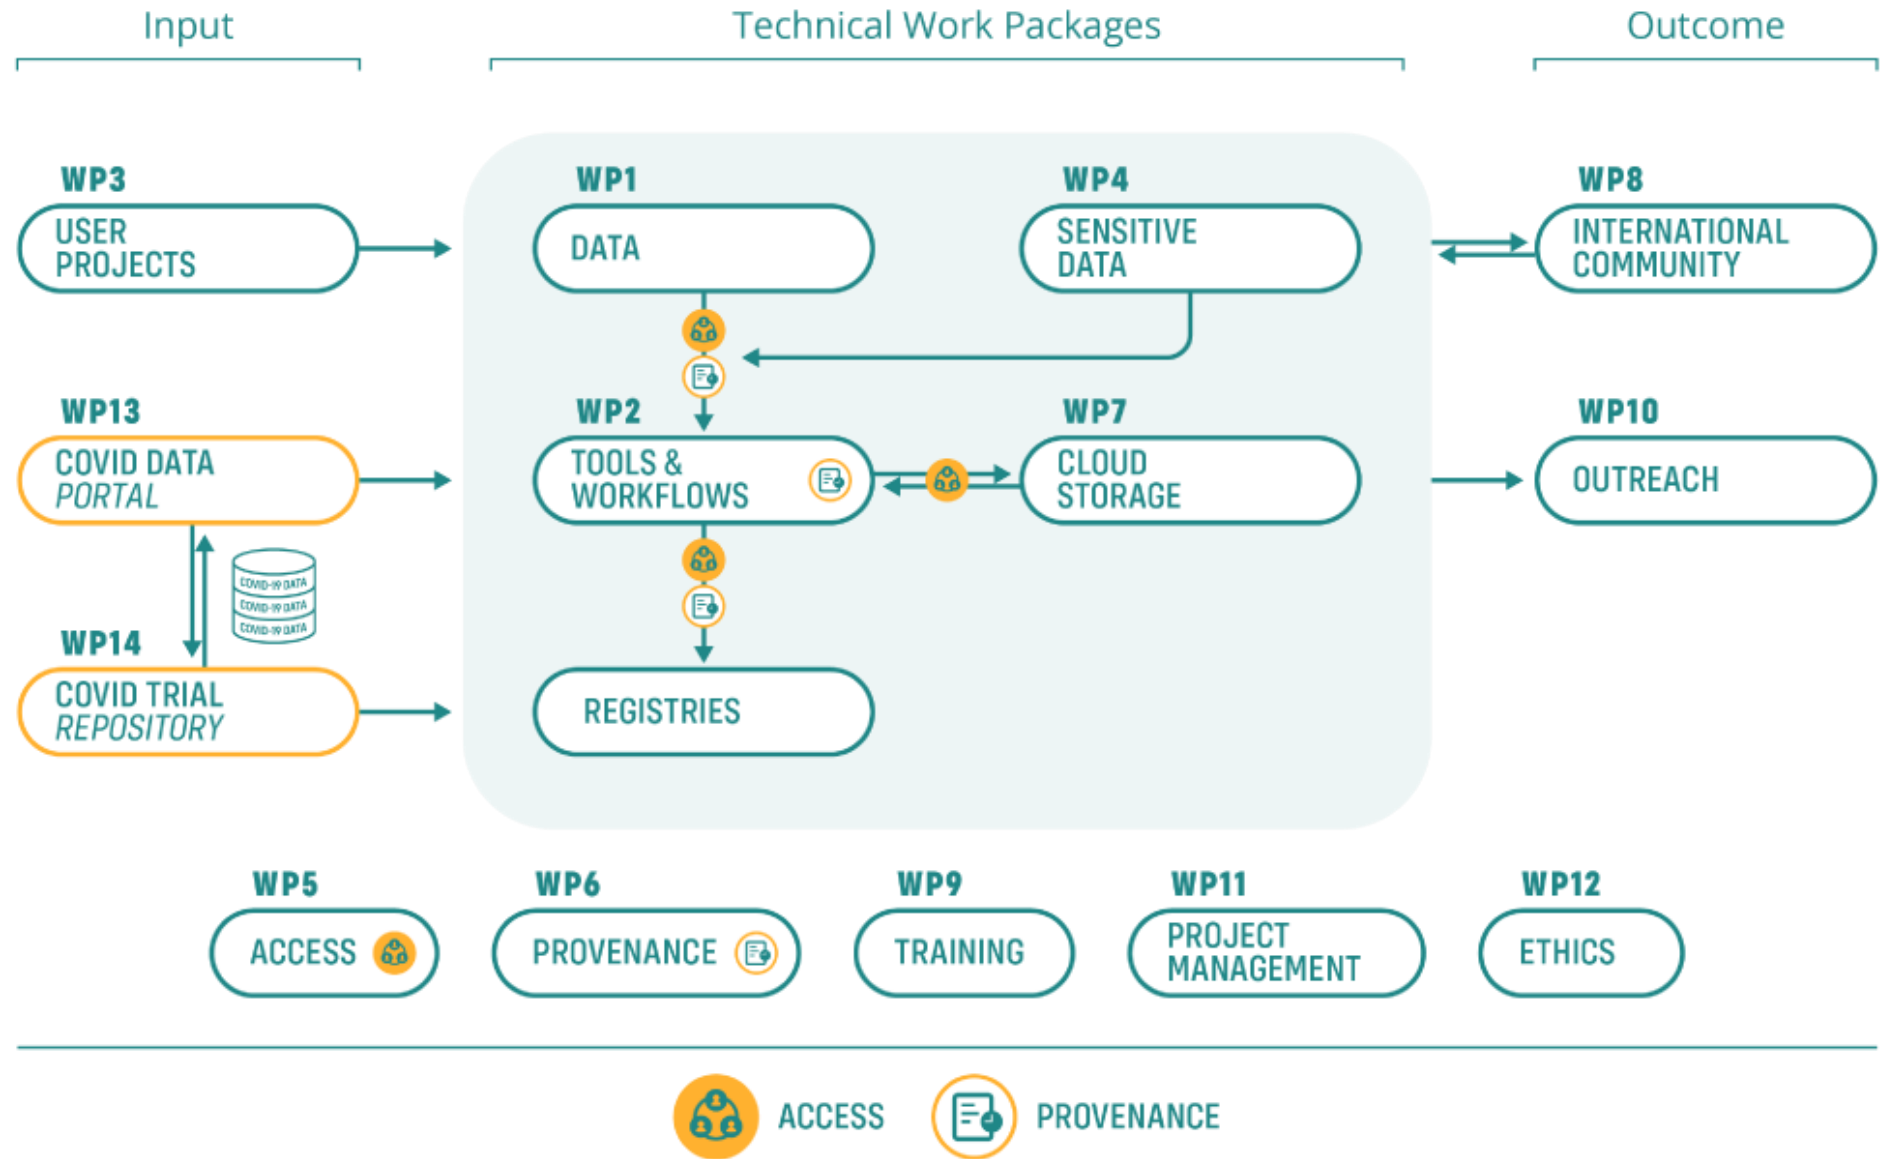 Input
Technical Work Packages
Outcome
WP3
USER
PROJECTS
WP1
DATA
WP4
SENSITIVE
DATA
WP8
INTERNATIONAL
COMMUNITY
WP13
COVID DATA
PORTAL
WP2
TOOLS &
WORKFLOWS
WP7
CLOUD
STORAGE
WP10
OUTREACH
COVID-19 DATA
COVID-19 DATA
COVID-19 DATA
WP14
COVID TRIAL
REPOSITORY
REGISTRIES
WP5
ACCESS
WP6
PROVENANCE
WP9
TRAINING
WP11
PROJECT
MANAGEMENT
WP12
ETHICS
ACCESS
PROVENANCE